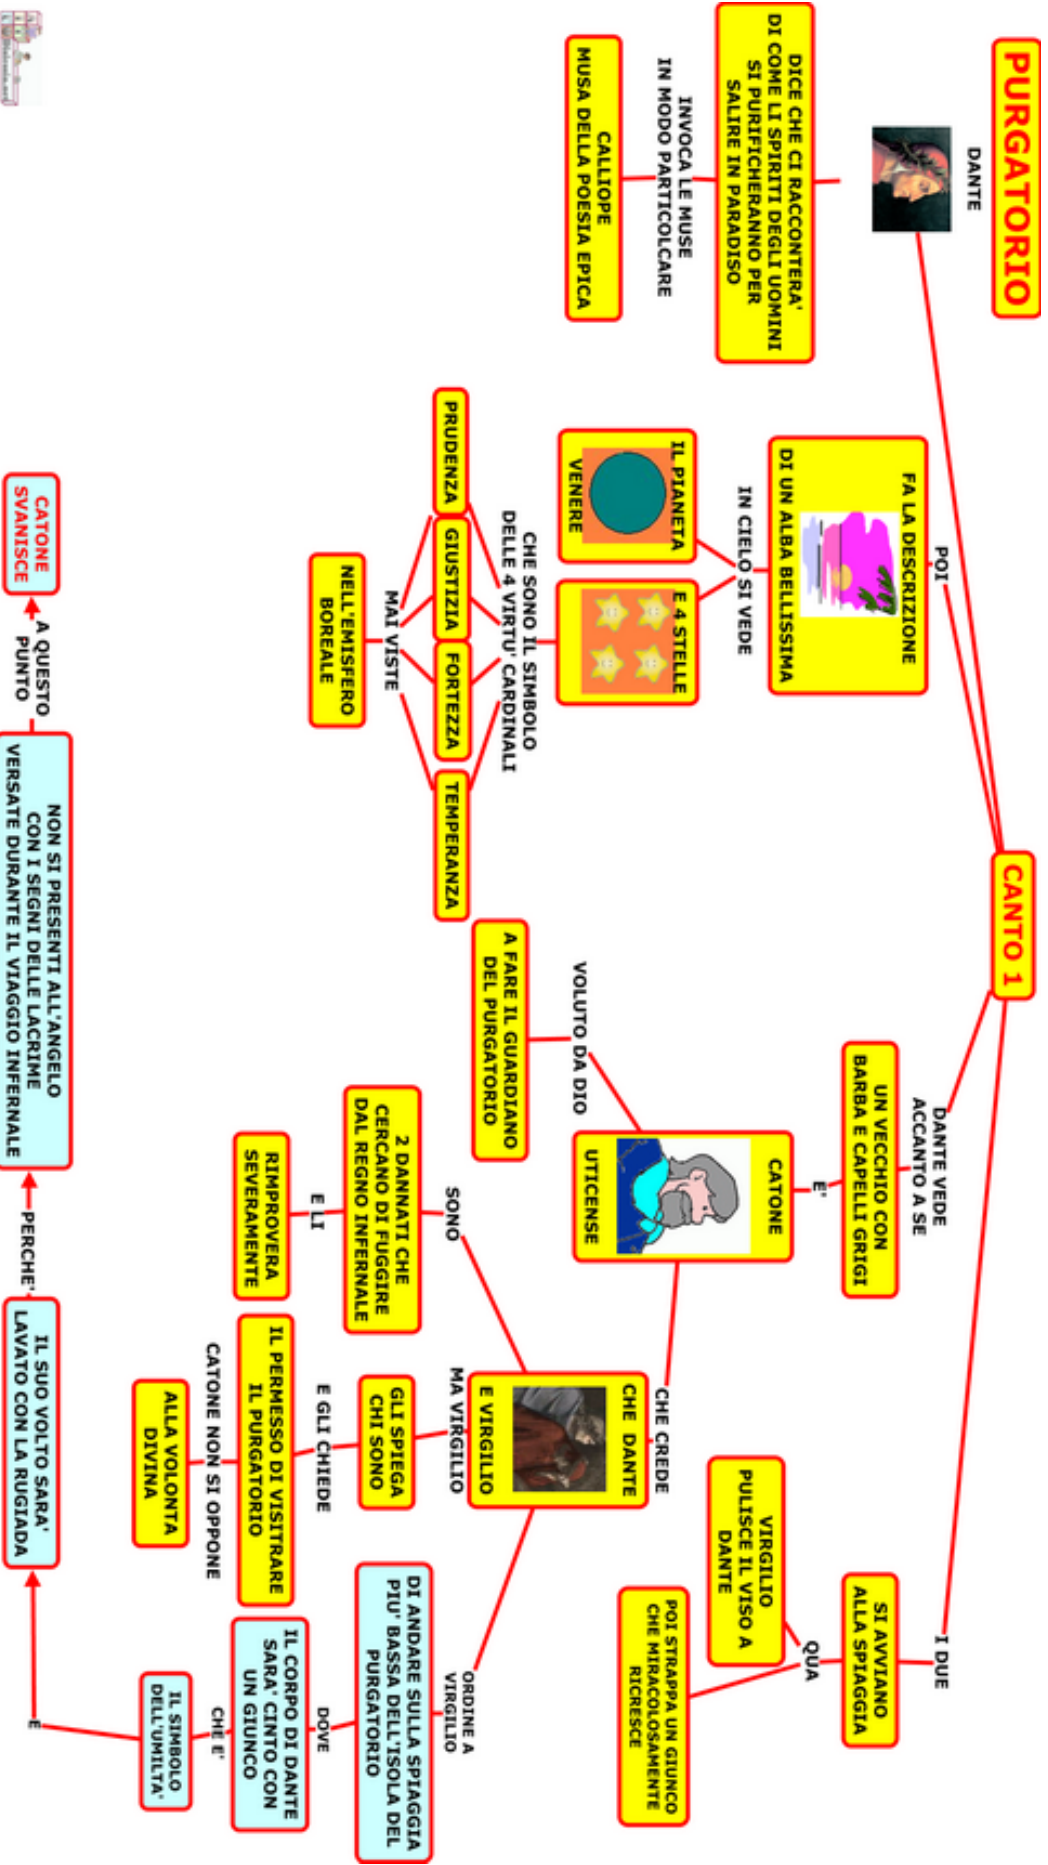 PURGATORIO
DANTE
DICE CHE CI RACCONTERA'
DI COME LI SPIRITI DEGLI UOMINI
SI PURIFICHERANNO PER
SALIRE IN PARADISO
INVOCA LE MUSE
IN MODO PARTICOLCARE
CALLIOPE
MUSA DELLA POESIA EPICA
CANTO 1
POI
FA LA DESCRIZIONE
DI UN ALBA BELLISSIMA
IN CIELO SI VEDE
IL PIANETA
VENERE
E 4 STELLE
CHE SONO IL SIMBOLO
DELLE 4 VIRTU' CARDINALI
PRUDENZA
GIUSTIZIA
FORTEZZA
TEMPERANZA
MAI VISTE
NELL'EMISFERO
BOREALE
DANTE VEDE
ACCANTO A SE
UN VECCHIO CON
BARBA E CAPELLI GRIGI
E'
CATONE
UTICENSE
VOLUTO DA DIO
A FARE IL GUARDIANO
DEL PURGATORIO
CHE CREDE
CHE DANTE
E VIRGILIO
SONO
2 DANNATI CHE
CERCANO DI FUGGIRE
DAL REGNO INFERNALE
E LI
RIMPROVERA
SEVERAMENTE
MA VIRGILIO
GLI SPIEGA
CHI SONO
E GLI CHIEDE
IL PERMESSO DI VISITRARE
IL PURGATORIO
CATONE NON SI OPPONE
ALLA VOLONTA
DIVINA
I DUE
SI AVVIANO
ALLA SPIAGGIA
QUA
VIRGILIO
PULISCE IL VISO A
DANTE
POI STRAPPA UN GIUNCO
CHE MIRACOLOSAMENTE
RICRESCE
ORDINE A
VIRGILIO
DI ANDARE SULLA SPIAGGIA
PIU' BASSA DELL'ISOLA DEL
PURGATORIO
DOVE
IL CORPO DI DANTE
SARA' CINTO CON
UN GIUNCO
CHE E'
IL SIMBOLO
DELL'UMILTA'
E
IL SUO VOLTO SARA'
LAVATO CON LA RUGIADA
PERCHE'
NON SI PRESENTI ALL'ANGELO
CON I SEGNI DELLE LACRIME
VERSATE DURANTE IL VIAGGIO INFERNALE
A QUESTO
PUNTO
CATONE
SVANISCE